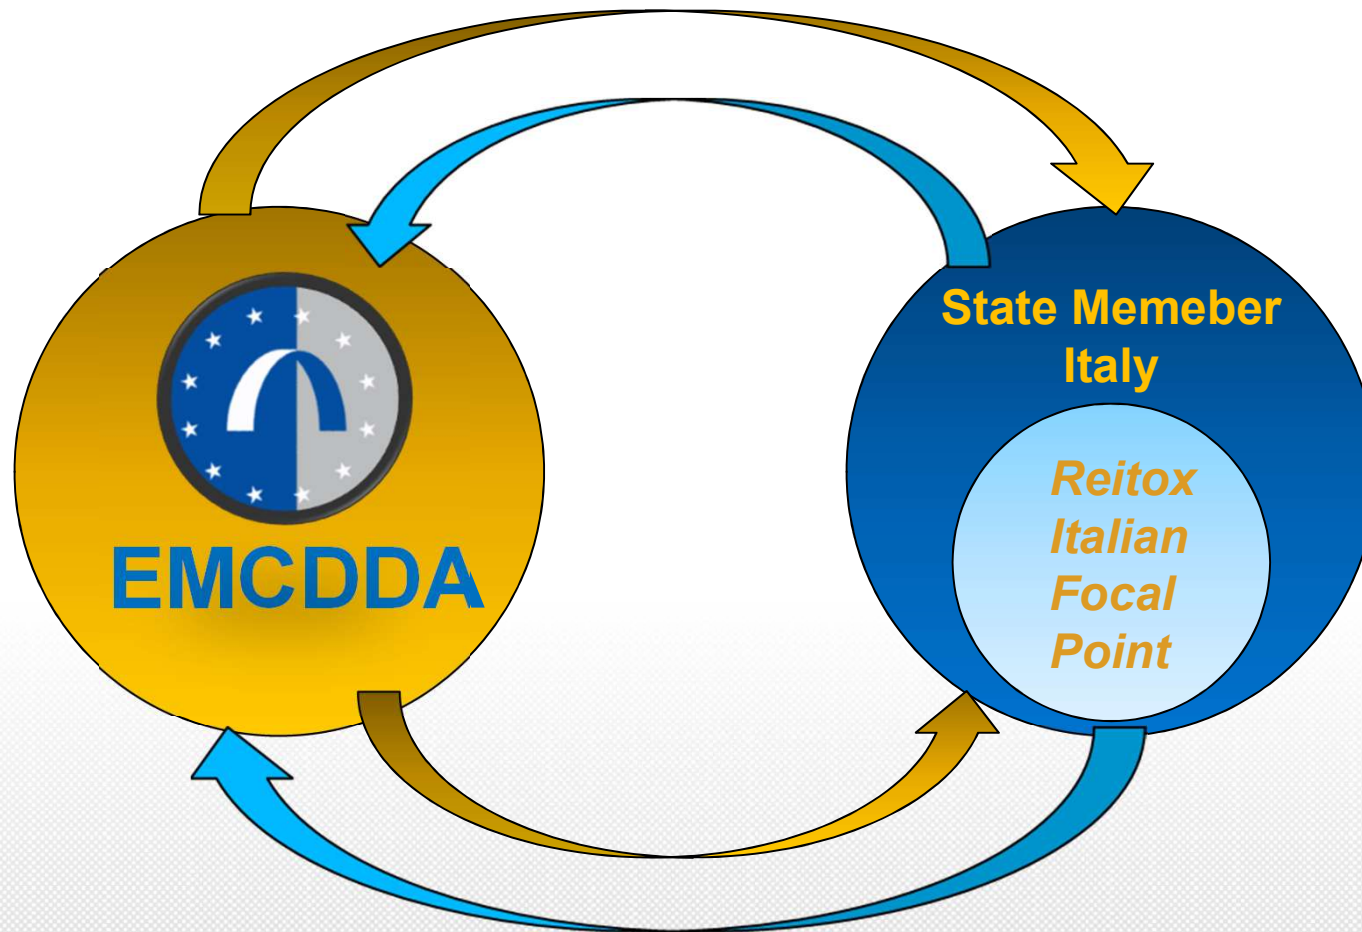 EMCDDA
State Memeber
Italy
Reitox
Italian
Focal
Point